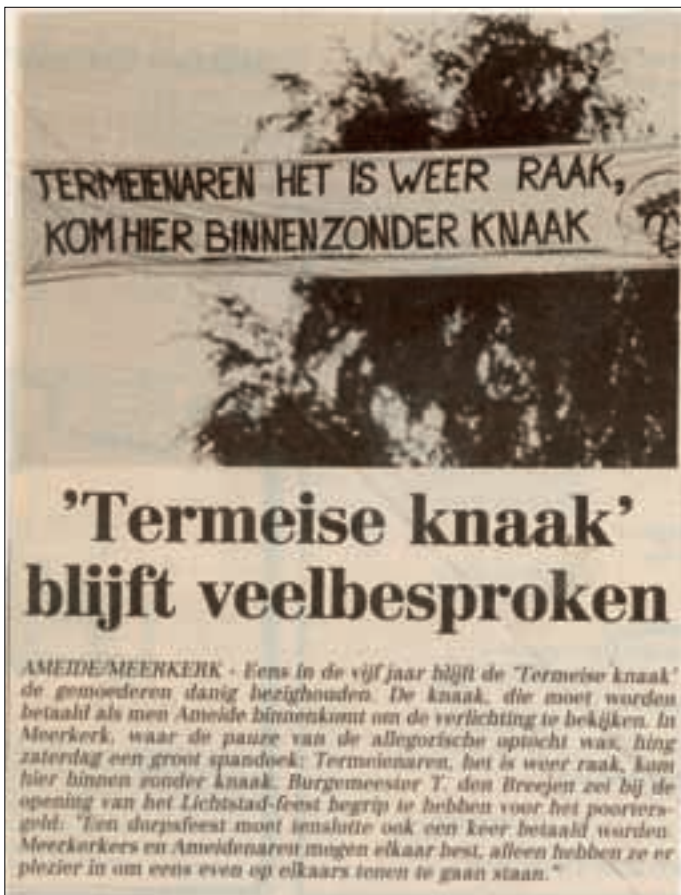 TERMEIENAREN HET IS WEER RAAK,
KOM HIER BINNEN ZONDER KNAAK
'Termeise knaak'
blijft veelbesproken
AMEIDE/MEERKERK - Eens in de vijf jaar blijft de 'Termeise knaak'
de gemoederen danig bezighouden. De knaak, die moet worden
betaald als men Ameide binnenkomt om de verlichting te bekijken. In
Meerkerk, waar de pauze van de allegorische optocht was, hing
zaterdag een groot spandoek: Termeienaren, het is weer raak, kom
hier binnen zonder knaak. Burgemeester T. den Breejen zei bij de
opening van het Lichtstad-feest begrip te hebben voor het poorters-
geld: "Een dorpsfeest moet tenslotte ook een keer betaald worden.
Meerkerkers en Ameidenaren mogen elkaar best, alleen hebben ze er
plezier in om eens even op elkaars tenen te gaan staan."